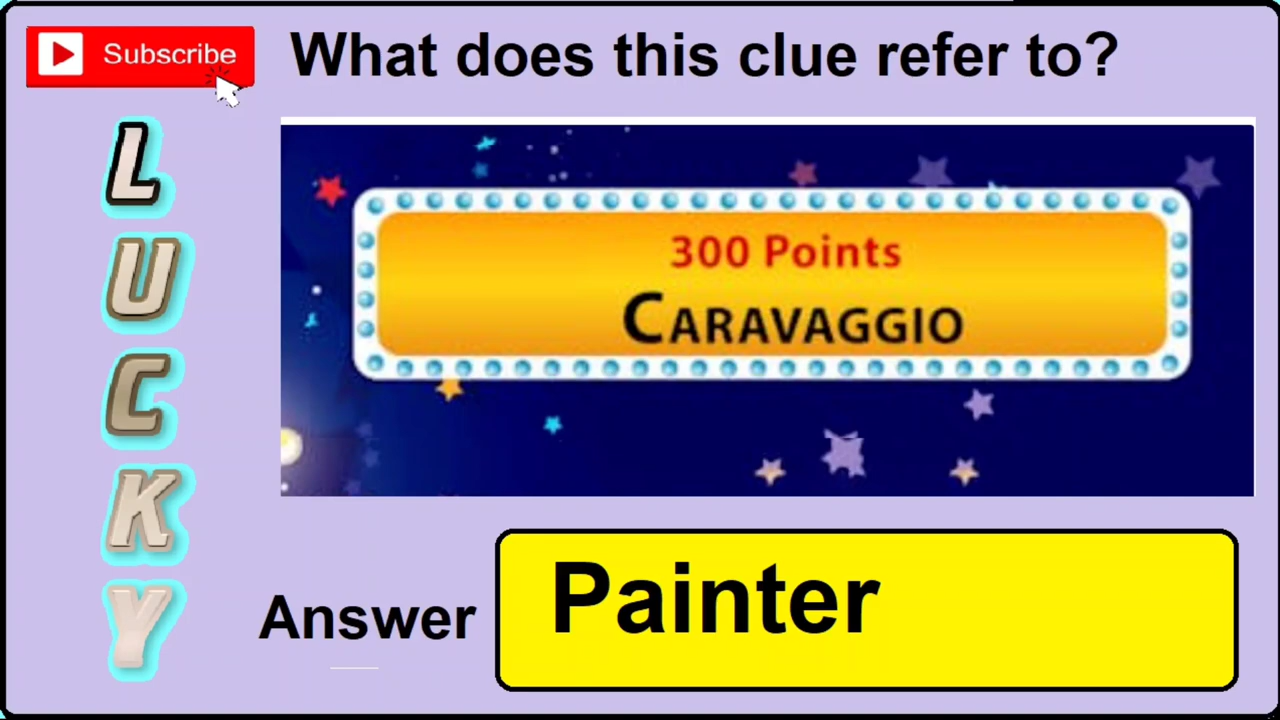 Subscribe
What does this clue refer to?
L
U
C
K
Y
300 Points
CARAVAGGIO
Answer
Painter